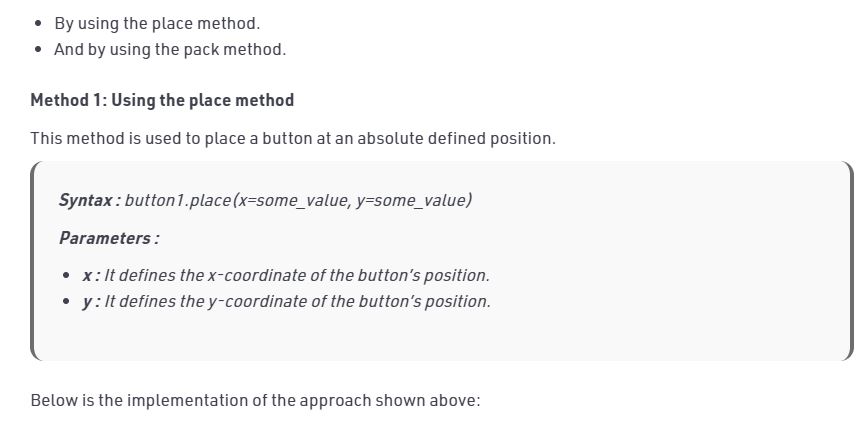 • By using the place method.
• And by using the pack method.
Method 1: Using the place method
This method is used to place a button at an absolute defined position.
Syntax : button1.place(x=some_value, y=some_value)
Parameters :
• x : It defines the x-coordinate of the button's position.
• y : It defines the y-coordinate of the button's position.
Below is the implementation of the approach shown above: